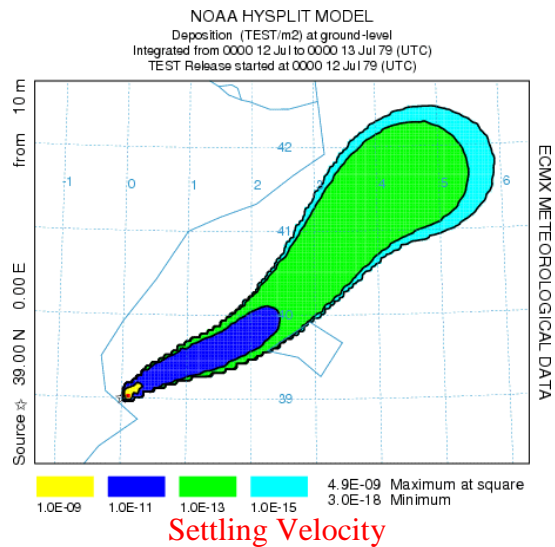 NOAA HYSPLIT MODEL
Deposition (TEST/m2) at ground-level
Integrated from 0000 12 Jul to 0000 13 Jul 79 (UTC)
TEST Release started at 0000 12 Jul 79 (UTC)
Source ☆ 39.00 N 0.00 E from 10 m
ECMX METEOROLOGICAL DATA
42
-1 0 1 2 3 4 5 6
41
40
39
4.9E-09 Maximum at square
3.0E-18 Minimum
1.0E-09 1.0E-11 1.0E-13 1.0E-15
Settling Velocity